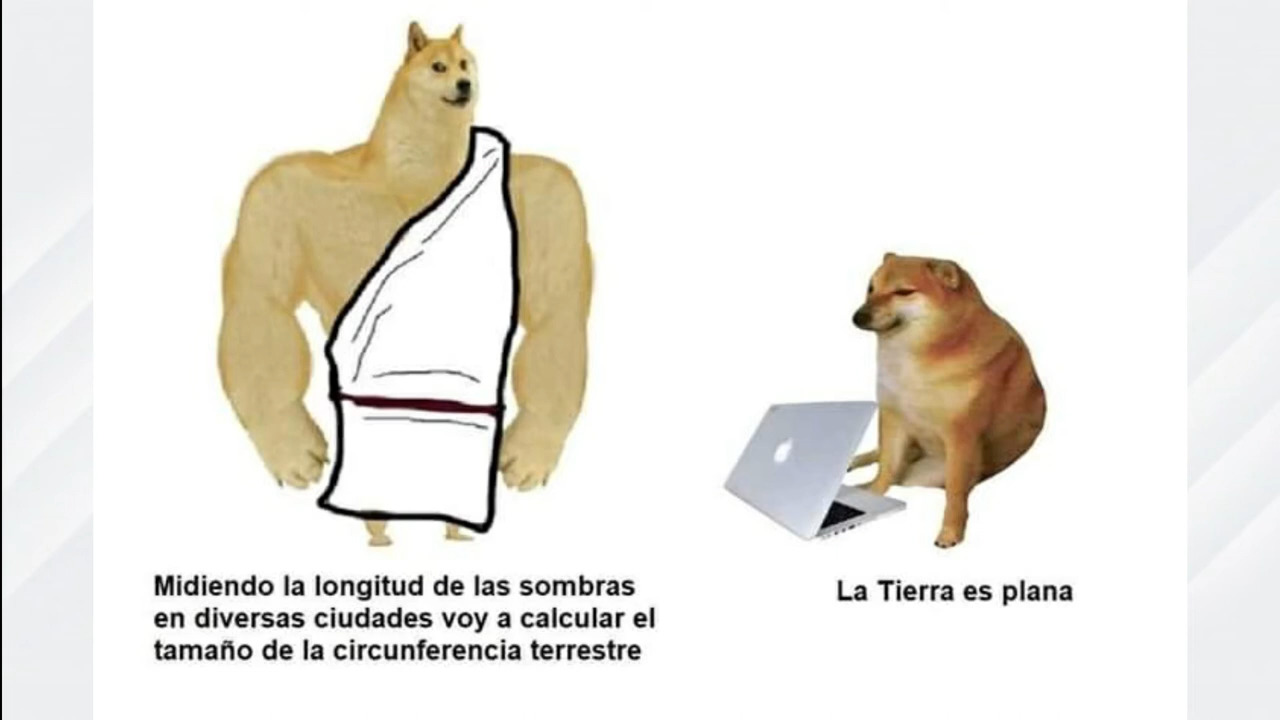 Midiendo la longitud de las sombras
en diversas ciudades voy a calcular el
tamaño de la circunferencia terrestre
La Tierra es plana